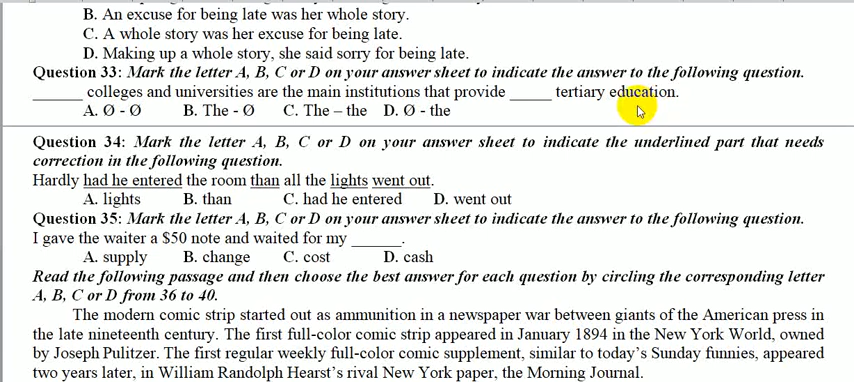 B. An excuse for being late was her whole story.
C. A whole story was her excuse for being late.
D. Making up a whole story, she said sorry for being late.
Question 33: Mark the letter A, B, C or D on your answer sheet to indicate the answer to the following question.
______ colleges and universities are the main institutions that provide _____ tertiary education.
A. Ø - Ø B. The - Ø C. The – the D. Ø - the
Question 34: Mark the letter A, B, C or D on your answer sheet to indicate the underlined part that needs
correction in the following question.
Hardly had he entered the room than all the lights went out.
A. lights B. than C. had he entered D. went out
Question 35: Mark the letter A, B, C or D on your answer sheet to indicate the answer to the following question.
I gave the waiter a $50 note and waited for my ______.
A. supply B. change C. cost D. cash
Read the following passage and then choose the best answer for each question by circling the corresponding letter
A, B, C or D from 36 to 40.
The modern comic strip started out as ammunition in a newspaper war between giants of the American press in
the late nineteenth century. The first full-color comic strip appeared in January 1894 in the New York World, owned
by Joseph Pulitzer. The first regular weekly full-color comic supplement, similar to today's Sunday funnies, appeared
two years later, in William Randolph Hearst's rival New York paper, the Morning Journal.